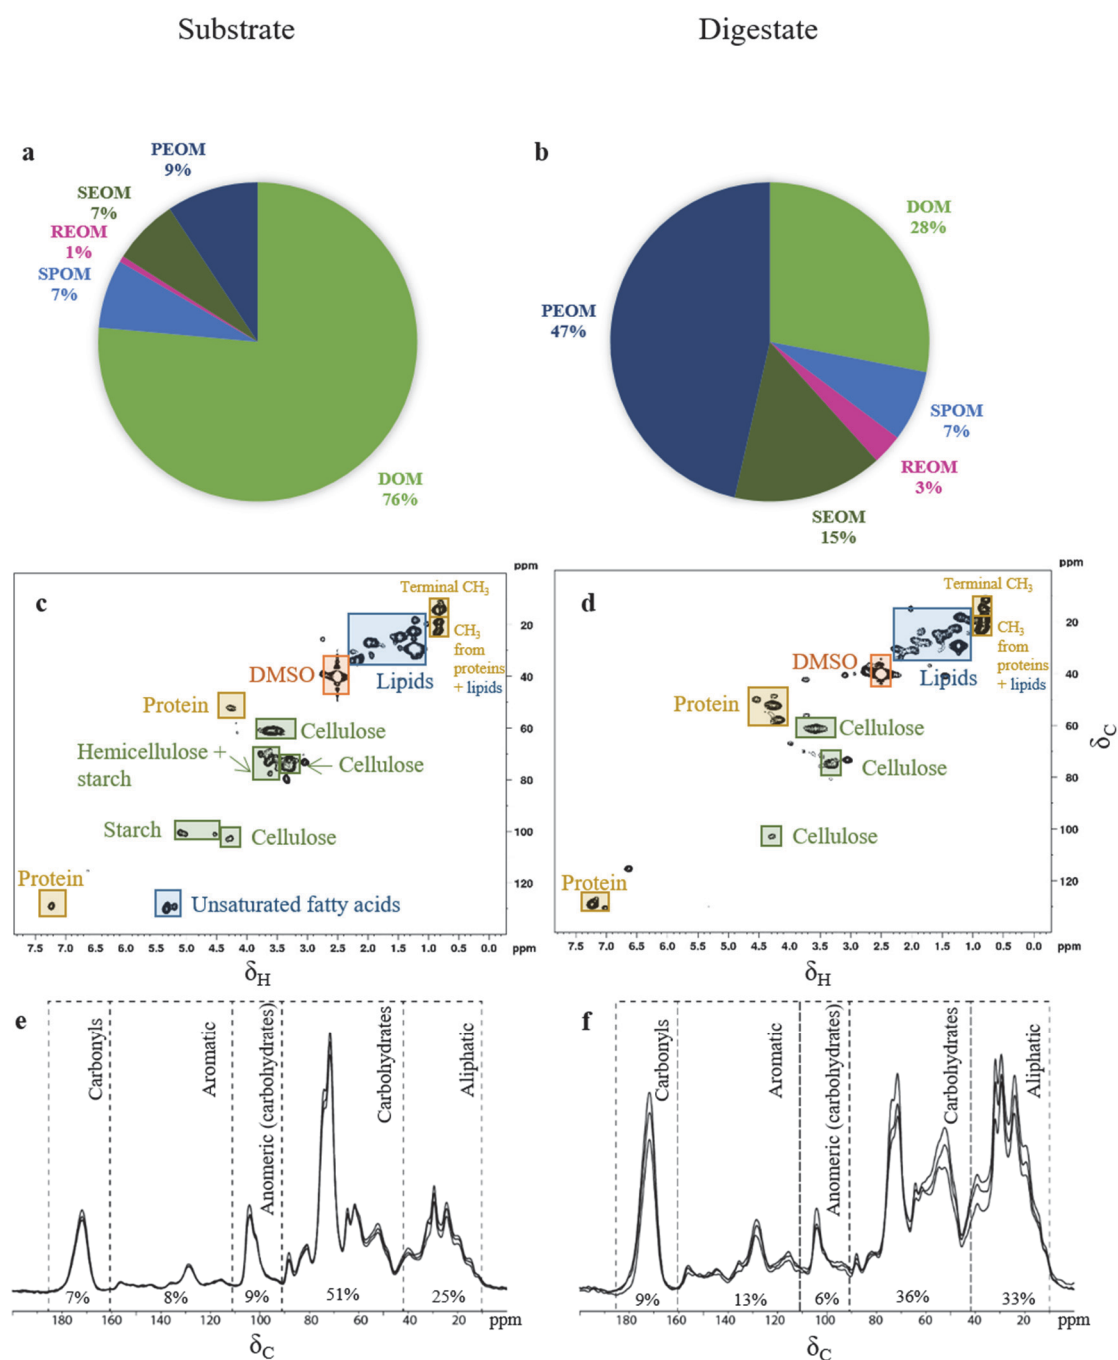 Substrate
Digestate
a
PEOM
9%
SEOM
7%
REOM
1%
SPOM
7%
DOM
76%
b
DOM
28%
PEOM
47%
SPOM
7%
REOM
3%
SEOM
15%
ppm
c
Terminal CH₃
CH₃
from
proteins
+ lipids
DMSO
Lipids
Protein
Cellulose
Hemicellulose +
starch
Cellulose
Starch
Cellulose
Protein
Unsaturated fatty acids
20
40
60
80
100
120
7.5 7.0 6.5 6.0 5.5 5.0 4.5 4.0 3.5 3.0 2.5 2.0 1.5 1.0 0.5 0.0 ppm
δH
ppm
d
Terminal CH₃
CH₃
from
proteins
+ lipids
DMSO
Lipids
Protein
Cellulose
Cellulose
Cellulose
Protein
20
40
60
80
100
120
δC
7.5 7.0 6.5 6.0 5.5 5.0 4.5 4.0 3.5 3.0 2.5 2.0 1.5 1.0 0.5 0.0 ppm
δH
e
Carbonyls
Aromatic
Anomeric (carbohydrates)
Carbohydrates
Aliphatic
7% 8% 9% 51% 25%
180 160 140 120 100 80 60 40 20 ppm
δC
f
Carbonyls
Aromatic
Anomeric (carbohydrates)
Carbohydrates
Aliphatic
9% 13% 6% 36% 33%
180 160 140 120 100 80 60 40 20 ppm
δC